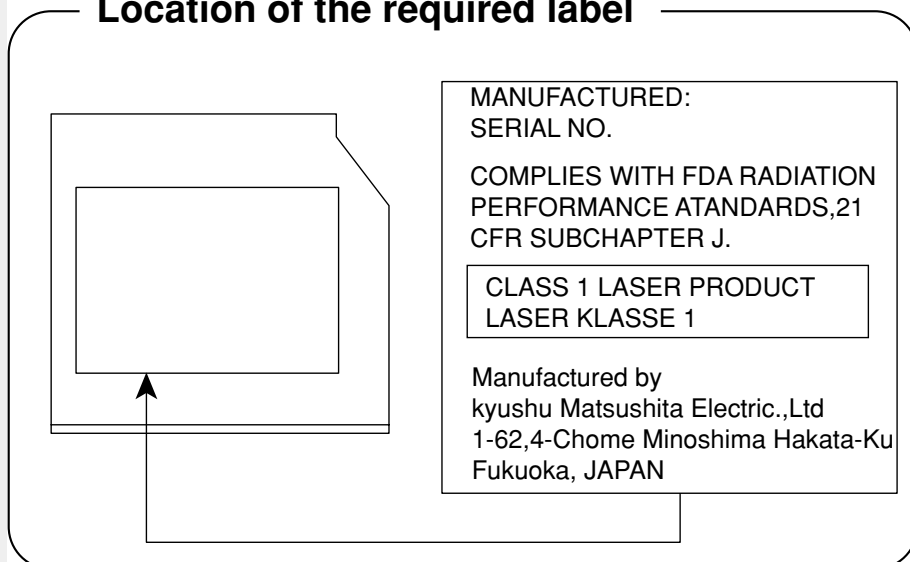 Location of the required label
MANUFACTURED:
SERIAL NO.
COMPLIES WITH FDA RADIATION
PERFORMANCE ATANDARDS,21
CFR SUBCHAPTER J.
CLASS 1 LASER PRODUCT
LASER KLASSE 1
Manufactured by
kyushu Matsushita Electric.,Ltd
1-62,4-Chome Minoshima Hakata-Ku
Fukuoka, JAPAN